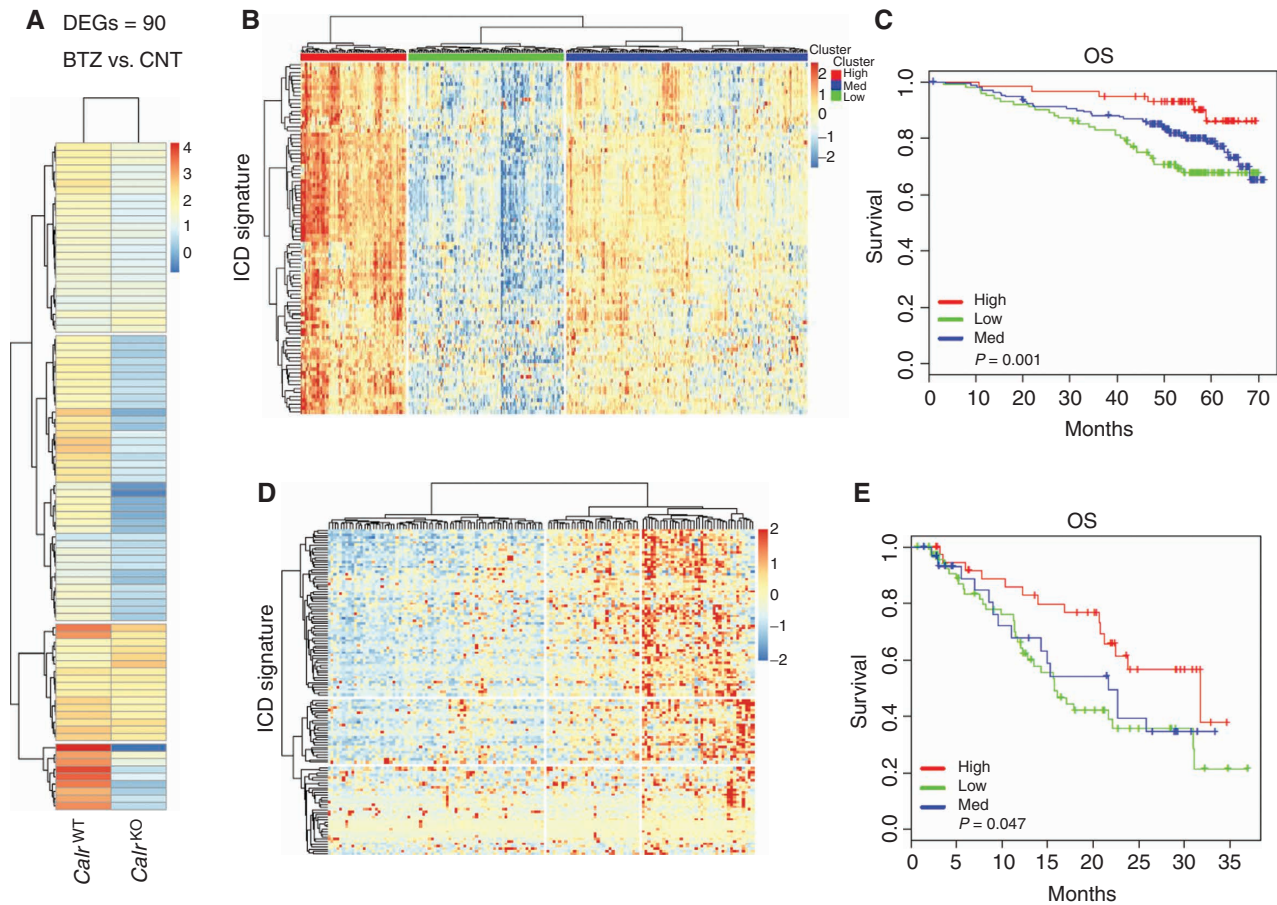 A
DEGs = 90
BTZ vs. CNT
4
3
2
1
0
Calr WT
Calr KO
B
ICD signature
Cluster
2
1
0
−1
−2
Cluster
High
Med
Low
C
OS
Survival
1.0
0.8
0.6
0.4
0.2
0.0
High
Low
Med
P = 0.001
0 10 20 30 40 50 60 70
Months
D
ICD signature
2
1
0
−1
−2
E
OS
Survival
1.0
0.8
0.6
0.4
0.2
0.0
High
Low
Med
P = 0.047
0 5 10 15 20 25 30 35
Months